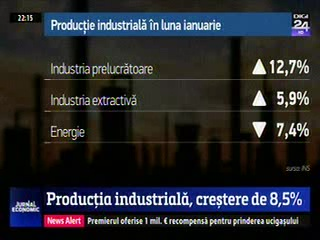 22:15
Producție industrială în luna ianuarie
DIGI 24 HD
Industria prelucrătoare ▲ 12,7%
Industria extractivă ▲ 5,9%
Energie ▼ 7,4%
sursa: INS
JURNAL ECONOMIC
Producția industrială, creștere de 8,5%
News Alert Premierul oferise 1 mil. € recompensă pentru prinderea ucigașului